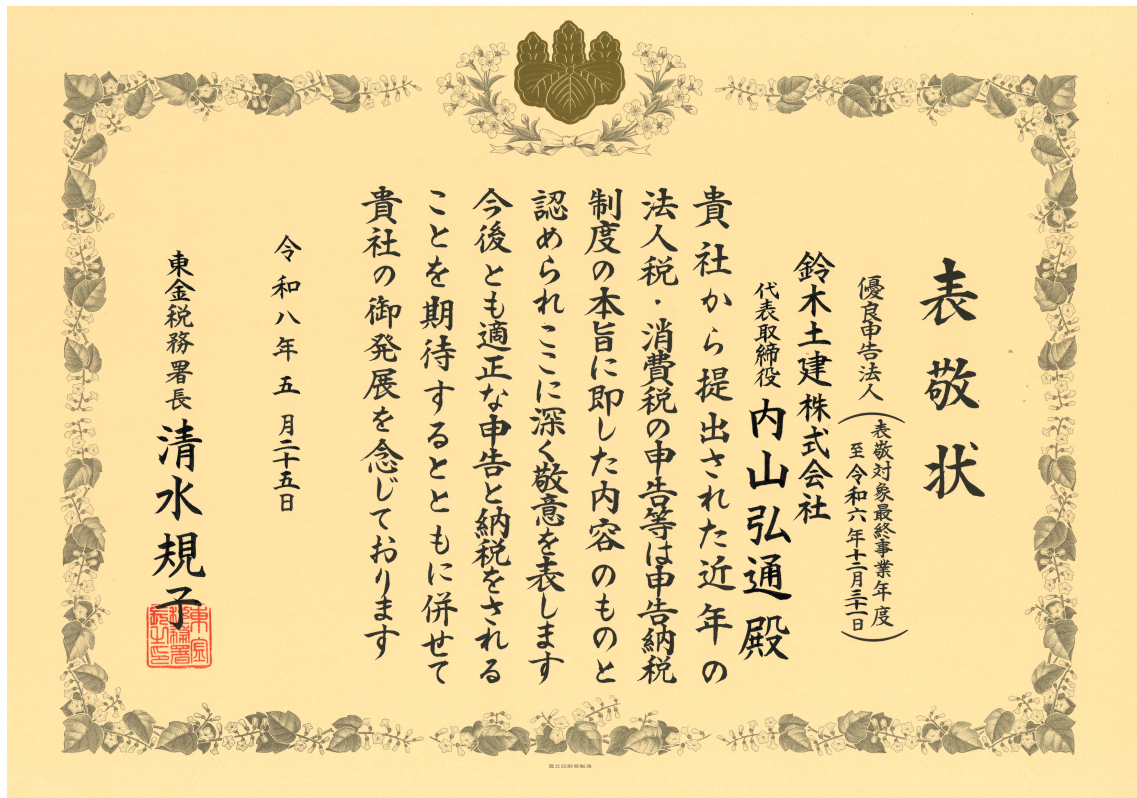 表敬状
優良申告法人
(表敬対象最終事業年度
至令和六年十二月三十一日)
鈴木土建株式会社
代表取締役 内山弘通殿
貴社から提出された近年の
法人税・消費税の申告等は申告納税
制度の本旨に即した内容のものと
認められここに深く敬意を表します
今後とも適正な申告と納税をされる
ことを期待するとともに併せて
貴社の御発展を念じております
令和八年五月二十五日
東金税務署長 清水規子
国立印刷局製造